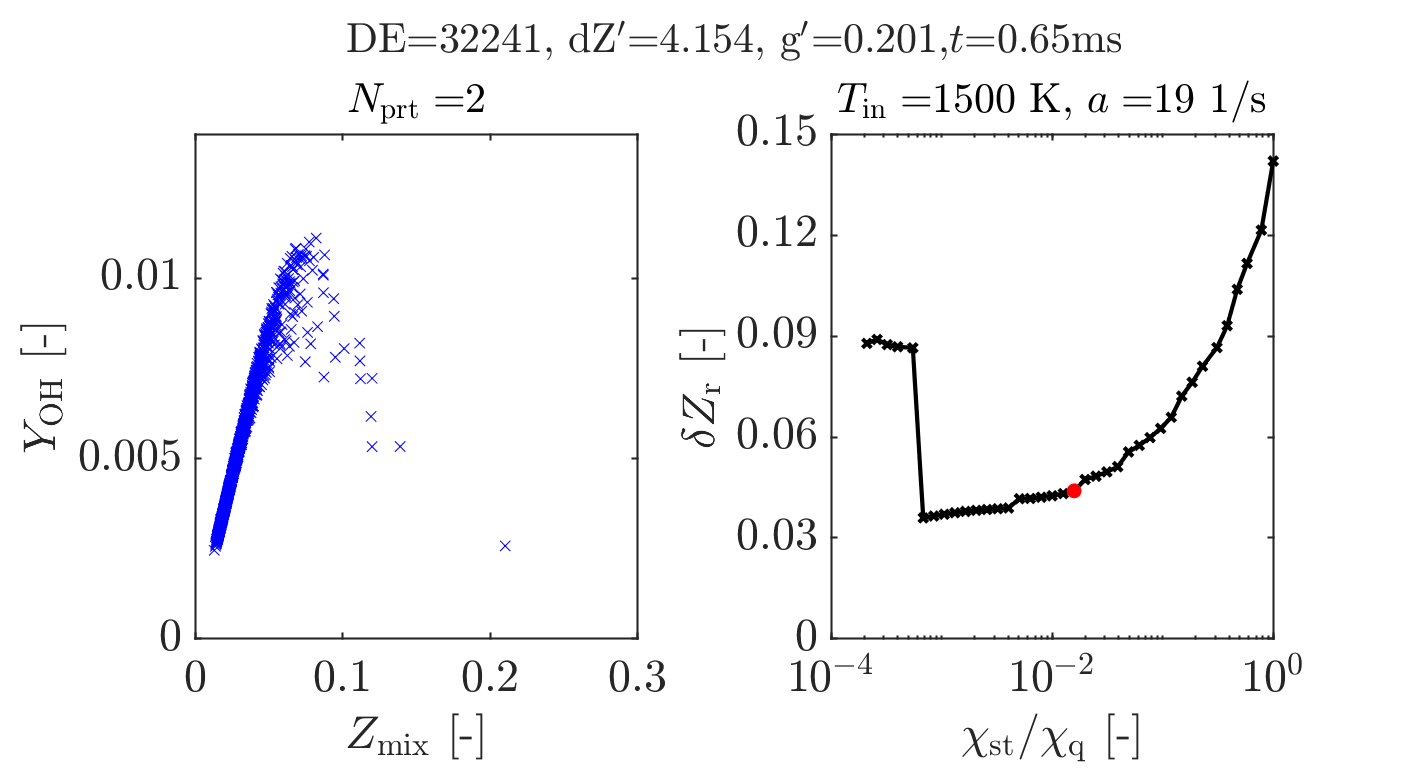 DE=32241, dZ′=4.154, g′=0.201,t=0.65ms
N_prt =2
0.01
0.005
0
0 0.1 0.2 0.3
Y_OH [-]
Z_mix [-]
T_in =1500 K, a =19 1/s
0.15
0.12
0.09
0.06
0.03
0
10⁻⁴ 10⁻² 10⁰
δZ_r [-]
χ_st/χ_q [-]